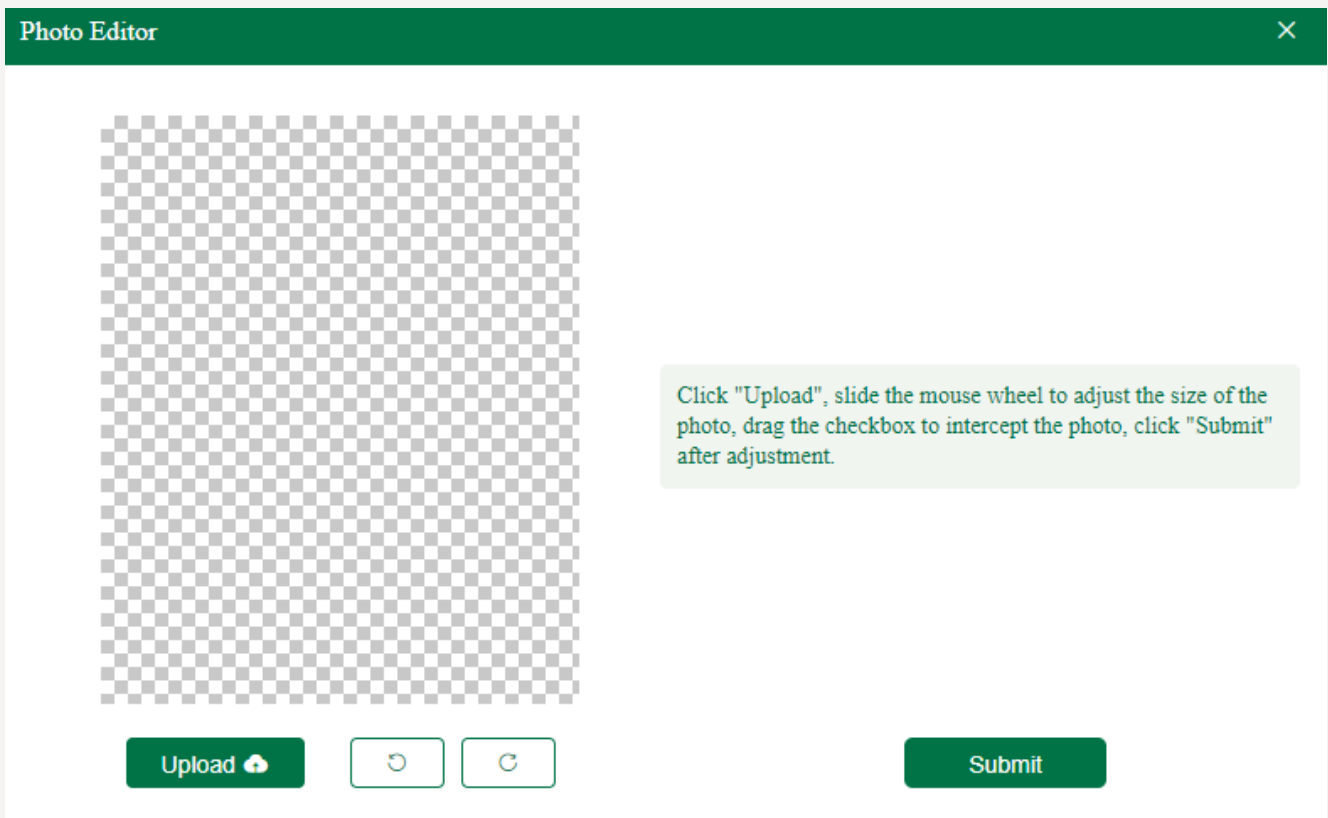 Photo Editor
Click "Upload", slide the mouse wheel to adjust the size of the
photo, drag the checkbox to intercept the photo, click "Submit"
after adjustment.
Upload
Submit